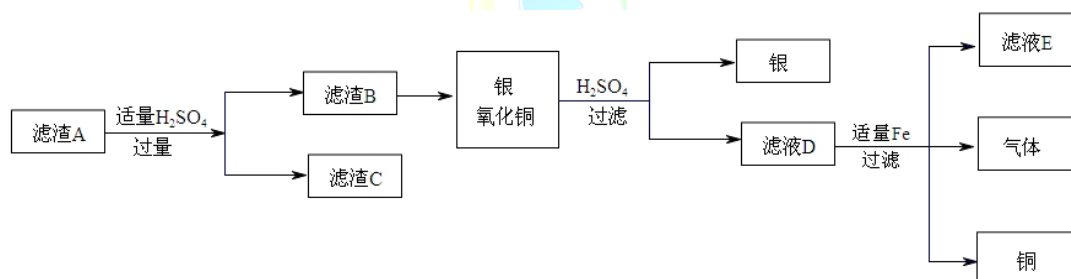 滤渣A
适量H₂SO₄
过量
滤渣B
滤渣C
银
氧化铜
H₂SO₄
过滤
银
滤液D
适量Fe
过滤
滤液E
气体
铜